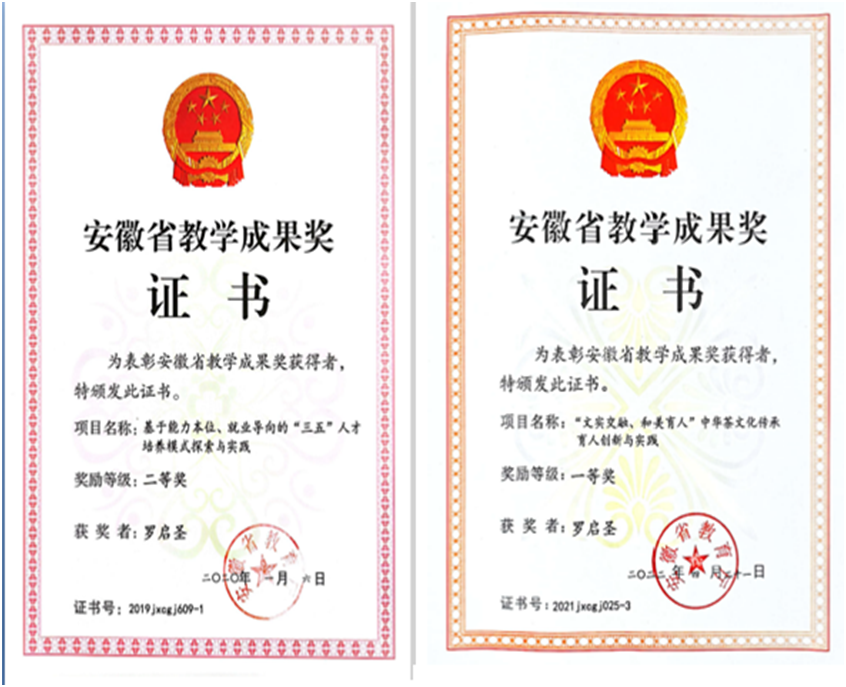 安徽省教学成果奖
证 书
为表彰安徽省教学成果奖获得者，
特颁发此证书。
项目名称：基于能力本位、就业导向的“三五”人才
培养模式探索与实践
奖励等级：二等奖
获 奖 者：罗启圣
安徽省教育厅
二〇二〇年 一月 六日
证书号：2019jxcgj609-1
安徽省教学成果奖
证 书
为表彰安徽省教学成果奖获得者，
特颁发此证书。
项目名称：“文实交融、和美育人”中华茶文化传承
育人创新与实践
奖励等级：一等奖
获 奖 者：罗启圣
安徽省教育厅
二〇二二 年 四 月二十一日
证书号：2021jxcgj025-3